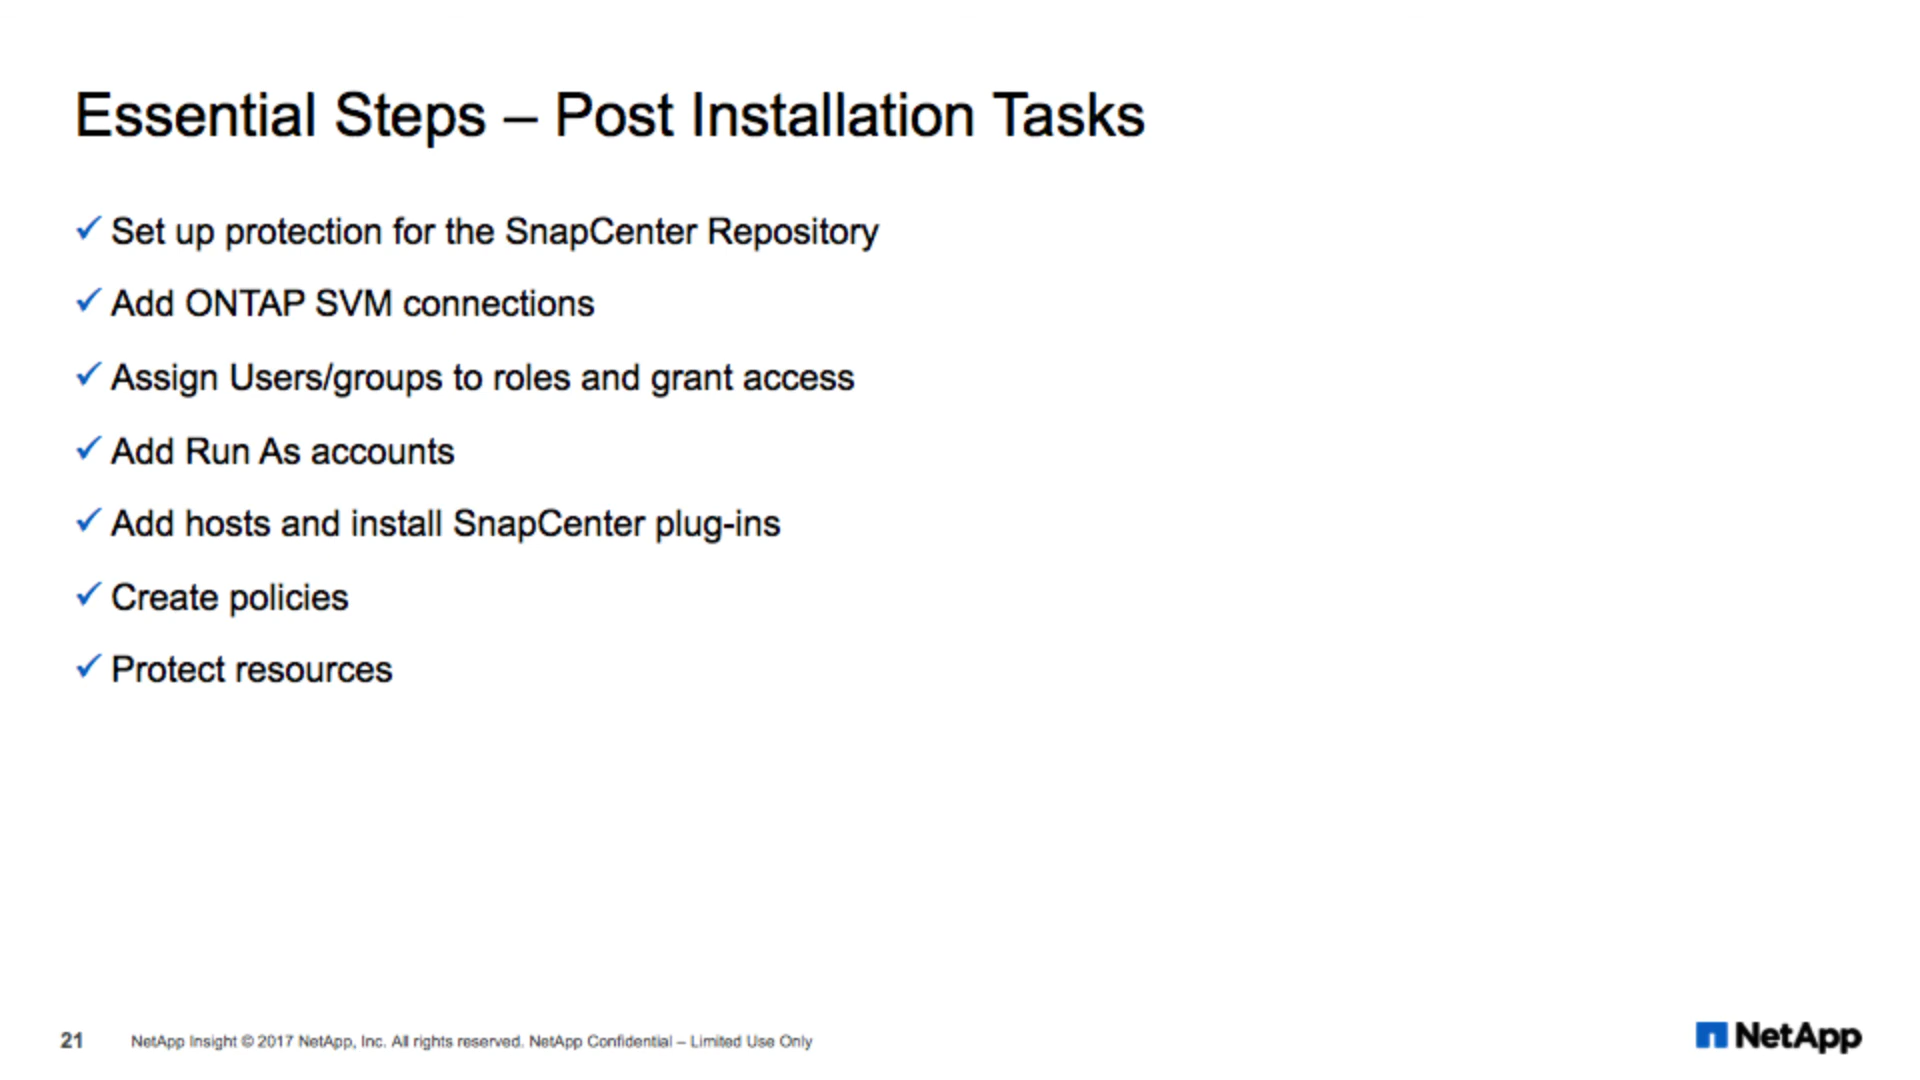 Essential Steps – Post Installation Tasks
✓ Set up protection for the SnapCenter Repository
✓ Add ONTAP SVM connections
✓ Assign Users/groups to roles and grant access
✓ Add Run As accounts
✓ Add hosts and install SnapCenter plug-ins
✓ Create policies
✓ Protect resources
21 NetApp Insight © 2017 NetApp, Inc. All rights reserved. NetApp Confidential – Limited Use Only
NetApp